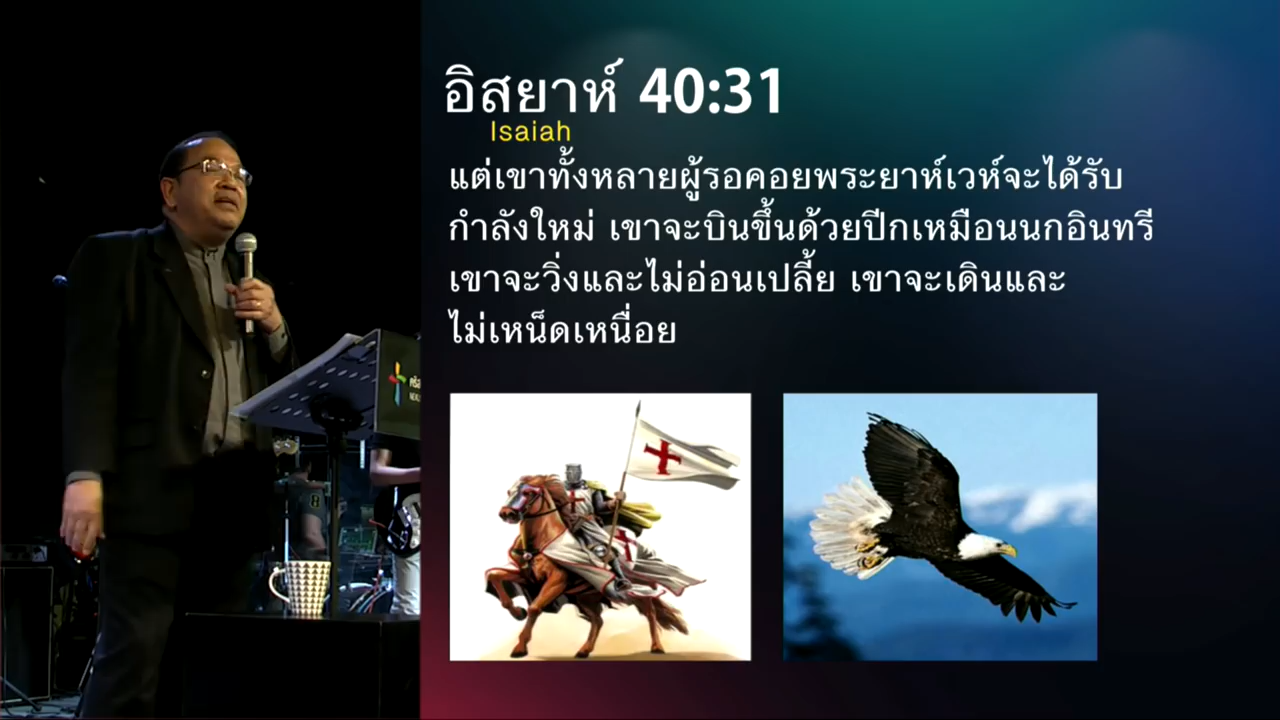 อิสยาห์ 40:31
Isaiah
แต่เขาทั้งหลายผู้รอคอยพระยาห์เวห์จะได้รับ
กำลังใหม่ เขาจะบินขึ้นด้วยปีกเหมือนนกอินทรี
เขาจะวิ่งและไม่อ่อนเปลี้ย เขาจะเดินและ
ไม่เหน็ดเหนื่อย